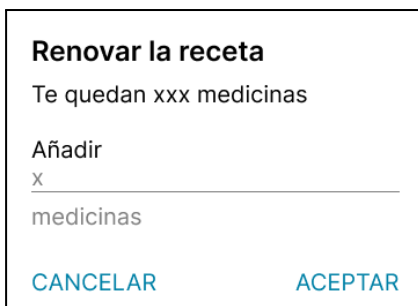 Renovar la receta
Te quedan xxx medicinas
Añadir
x
medicinas
CANCELAR ACEPTAR